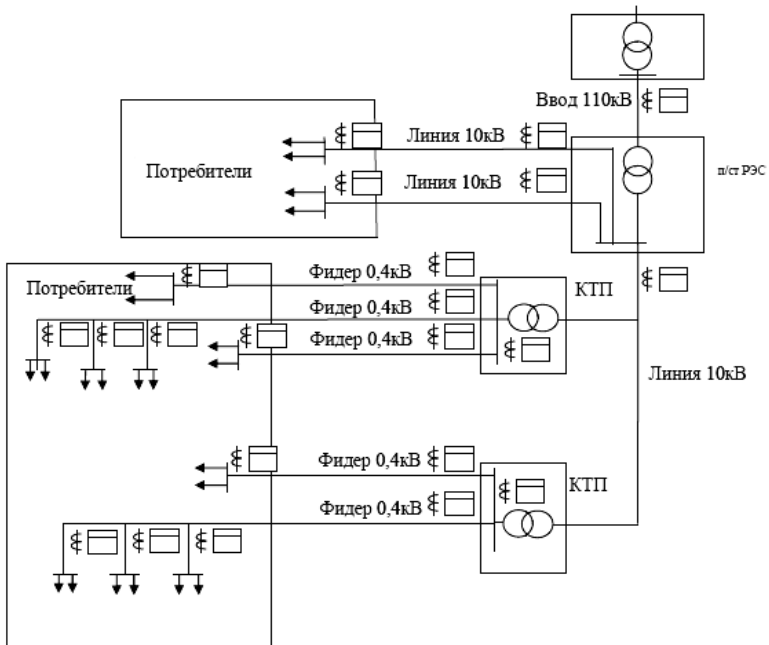 Ввод 110кВ
Линия 10кВ
п/ст РЭС
Потребители
Линия 10кВ
Фидер 0,4кВ
КТП
Потребители
Фидер 0,4кВ
Фидер 0,4кВ
Линия 10кВ
Фидер 0,4кВ
КТП
Фидер 0,4кВ